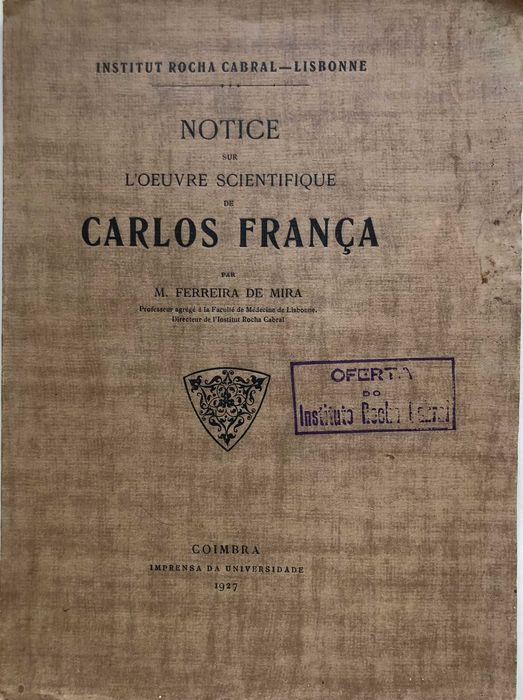 INSTITUT ROCHA CABRAL—LISBONNE
NOTICE
SUR
L'OEUVRE SCIENTIFIQUE
DE
CARLOS FRANÇA
PAR
M. FERREIRA DE MIRA
Professeur agrégé à la Faculté de Médecine de Lisbonne.
Directeur de l'Institut Rocha Cabral
OFERTA
DO
Instituto Rocha Cabral
COIMBRA
IMPRENSA DA UNIVERSIDADE
1927